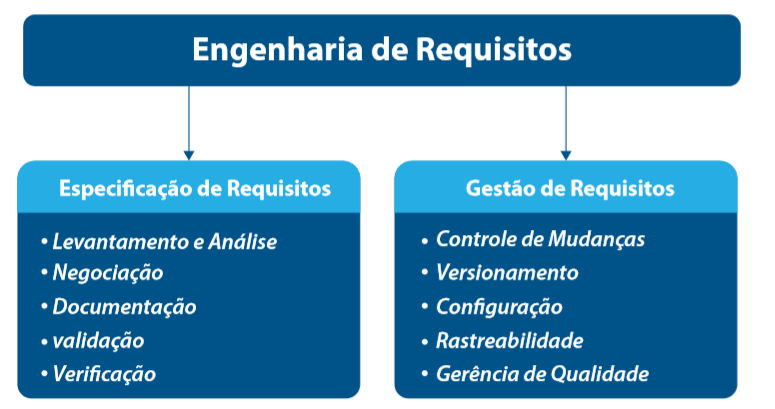 Engenharia de Requisitos
Especificação de Requisitos
• Levantamento e Análise
• Negociação
• Documentação
• validação
• Verificação
Gestão de Requisitos
• Controle de Mudanças
• Versionamento
• Configuração
• Rastreabilidade
• Gerência de Qualidade